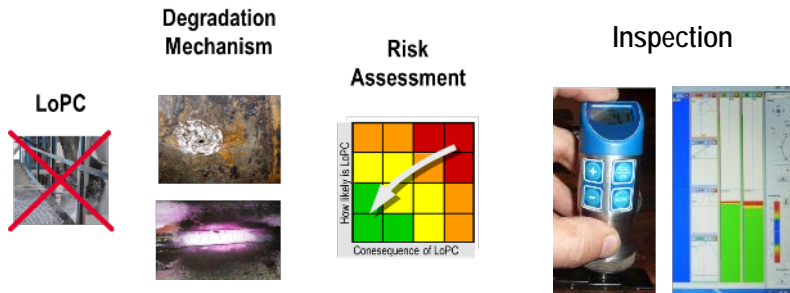 LoPC
Degradation
Mechanism
Risk
Assessment
How likely is LoPC
Conesequence of LoPC
Inspection